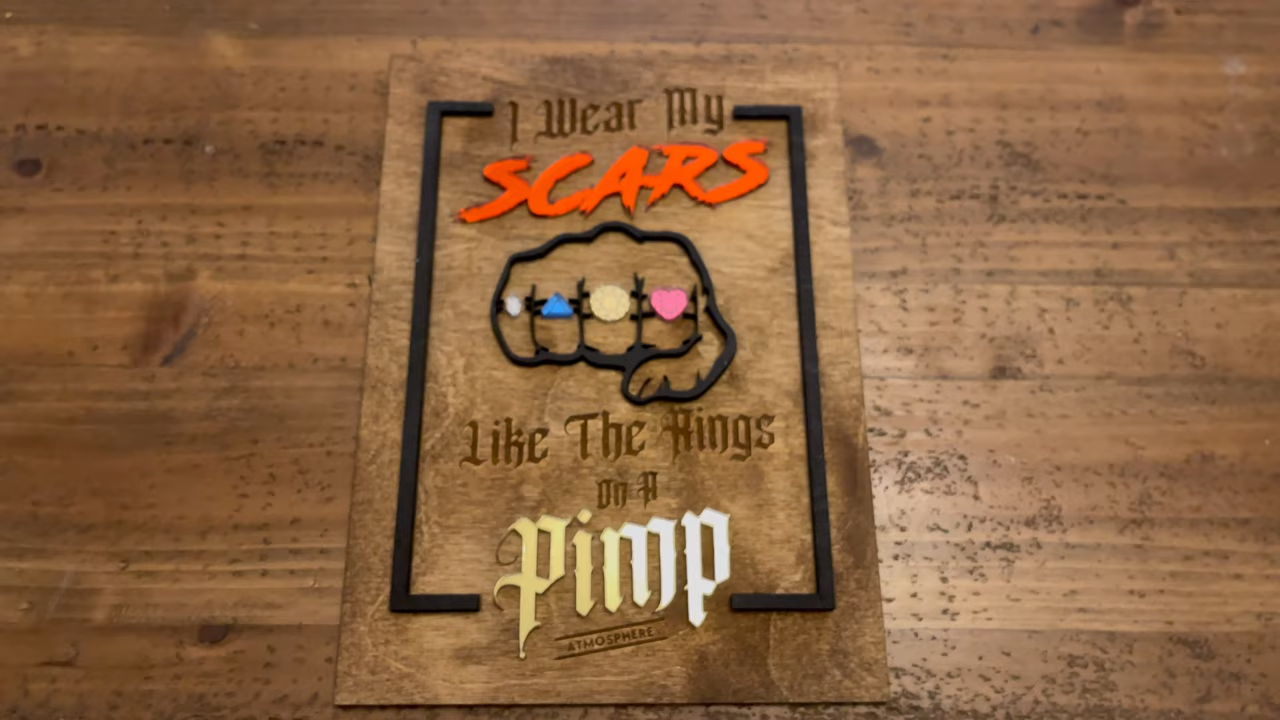 I Wear My
SCARS
Like The Rings
on A
Pimp
ATMOSPHERE